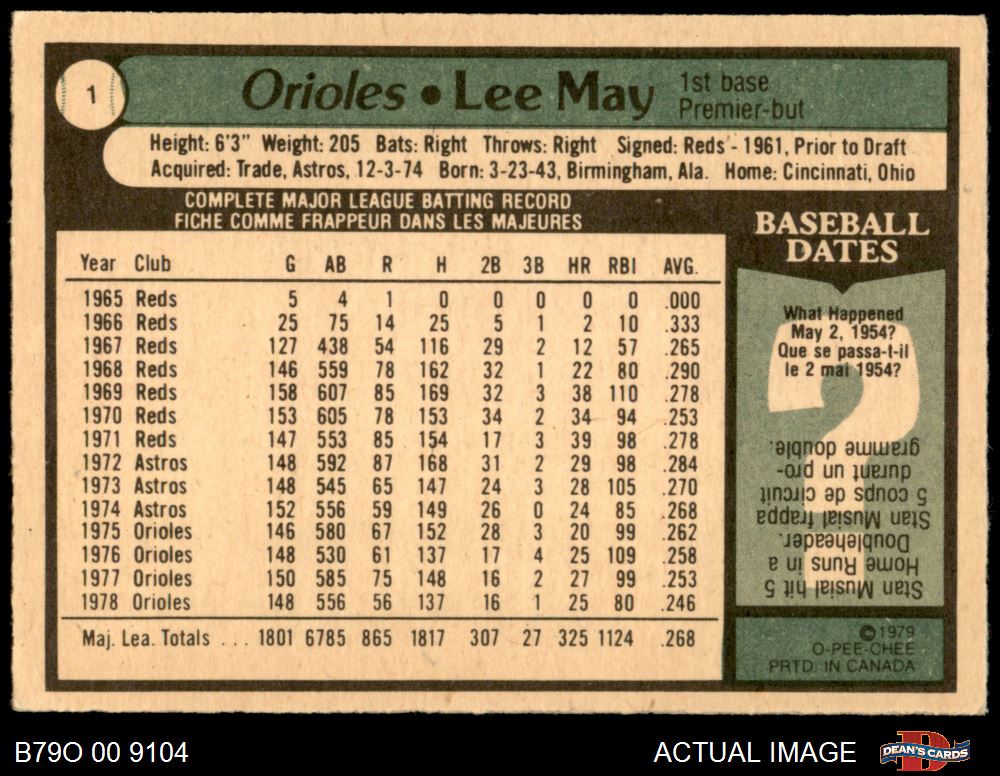 1
Orioles • Lee May
1st base
Premier-but
Height: 6'3" Weight: 205 Bats: Right Throws: Right Signed: Reds - 1961, Prior to Draft
Acquired: Trade, Astros, 12-3-74 Born: 3-23-43, Birmingham, Ala. Home: Cincinnati, Ohio
COMPLETE MAJOR LEAGUE BATTING RECORD
FICHE COMME FRAPPEUR DANS LES MAJEURES
Year Club G AB R H 2B 3B HR RBI AVG.
1965 Reds 5 4 1 0 0 0 0 0 .000
1966 Reds 25 75 14 25 5 1 2 10 .333
1967 Reds 127 438 54 116 29 2 12 57 .265
1968 Reds 146 559 78 162 32 1 22 80 .290
1969 Reds 158 607 85 169 32 3 38 110 .278
1970 Reds 153 605 78 153 34 2 34 94 .253
1971 Reds 147 553 85 154 17 3 39 98 .278
1972 Astros 148 592 87 168 31 2 29 98 .284
1973 Astros 148 545 65 147 24 3 28 105 .270
1974 Astros 152 556 59 149 26 0 24 85 .268
1975 Orioles 146 580 67 152 28 3 20 99 .262
1976 Orioles 148 530 61 137 17 4 25 109 .258
1977 Orioles 150 585 75 148 16 2 27 99 .253
1978 Orioles 148 556 56 137 16 1 25 80 .246
Maj. Lea. Totals ... 1801 6785 865 1817 307 27 325 1124 .268
BASEBALL
DATES
What Happened
May 2, 1954?
Que se passa-t-il
le 2 mai 1954?
Stan Musial hit 5
Home Runs in a
Doubleheader.
Stan Musial frappa
5 coups de circuit
durant un pro-
gramme double.
©1979
O-PEE-CHEE
PRTD. IN CANADA
B79O 00 9104
ACTUAL IMAGE
DEAN'S CARDS